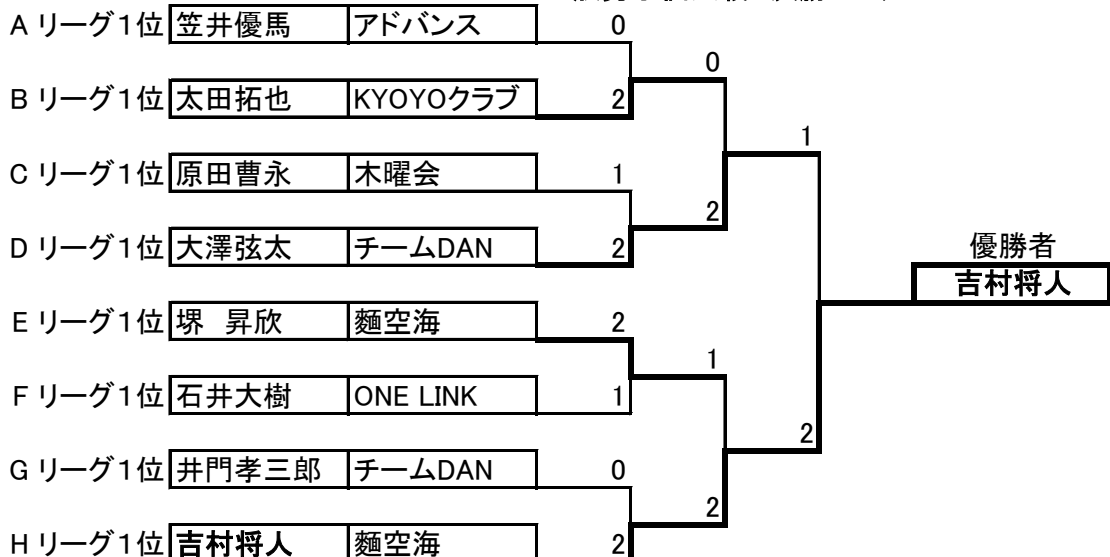 Aリーグ1位 笠井優馬 アドバンス 0
0
Bリーグ1位 太田拓也 KYOYOクラブ 2
1
Cリーグ1位 原田曹永 木曜会 1
2
Dリーグ1位 大澤弦太 チームDAN 2
優勝者
吉村将人
Eリーグ1位 堺 昇欣 麵空海 2
1
Fリーグ1位 石井大樹 ONE LINK 1
2
Gリーグ1位 井門孝三郎 チームDAN 0
2
Hリーグ1位 吉村将人 麵空海 2